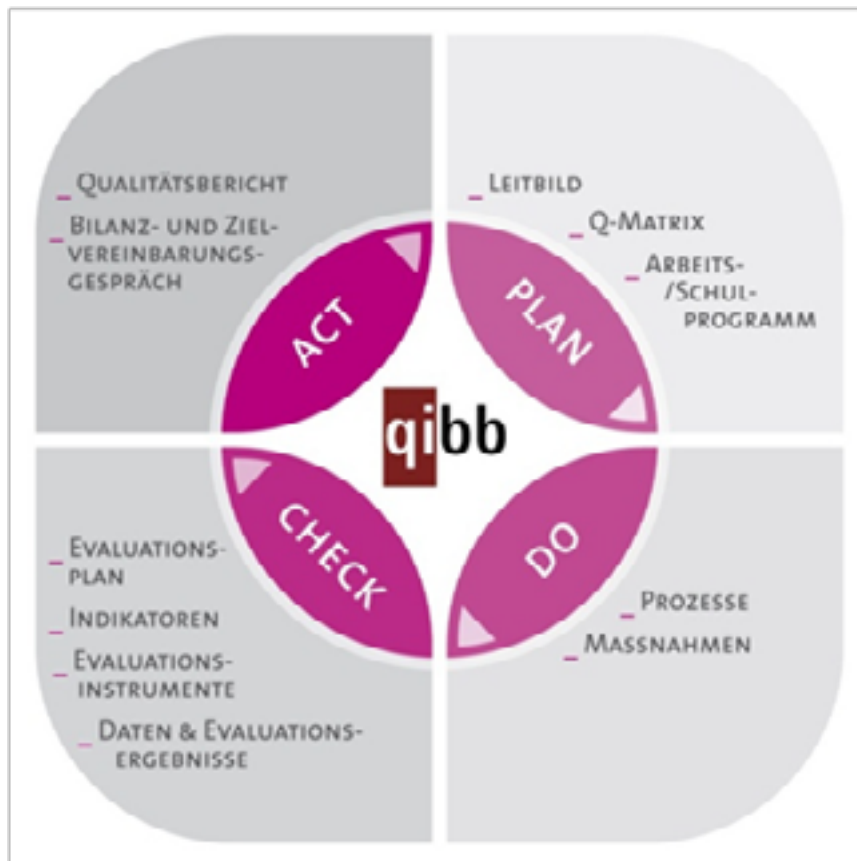 QUALITÄTSBERICHT
BILANZ- UND ZIEL-
VEREINBARUNGS-
GESPRÄCH
ACT
LEITBILD
Q-MATRIX
ARBEITS-
/SCHUL-
PROGRAMM
PLAN
qibb
EVALUATIONS-
PLAN
INDIKATOREN
EVALUATIONS-
INSTRUMENTE
DATEN & EVALUATIONS-
ERGEBNISSE
CHECK
DO
PROZESSE
MASSNAHMEN